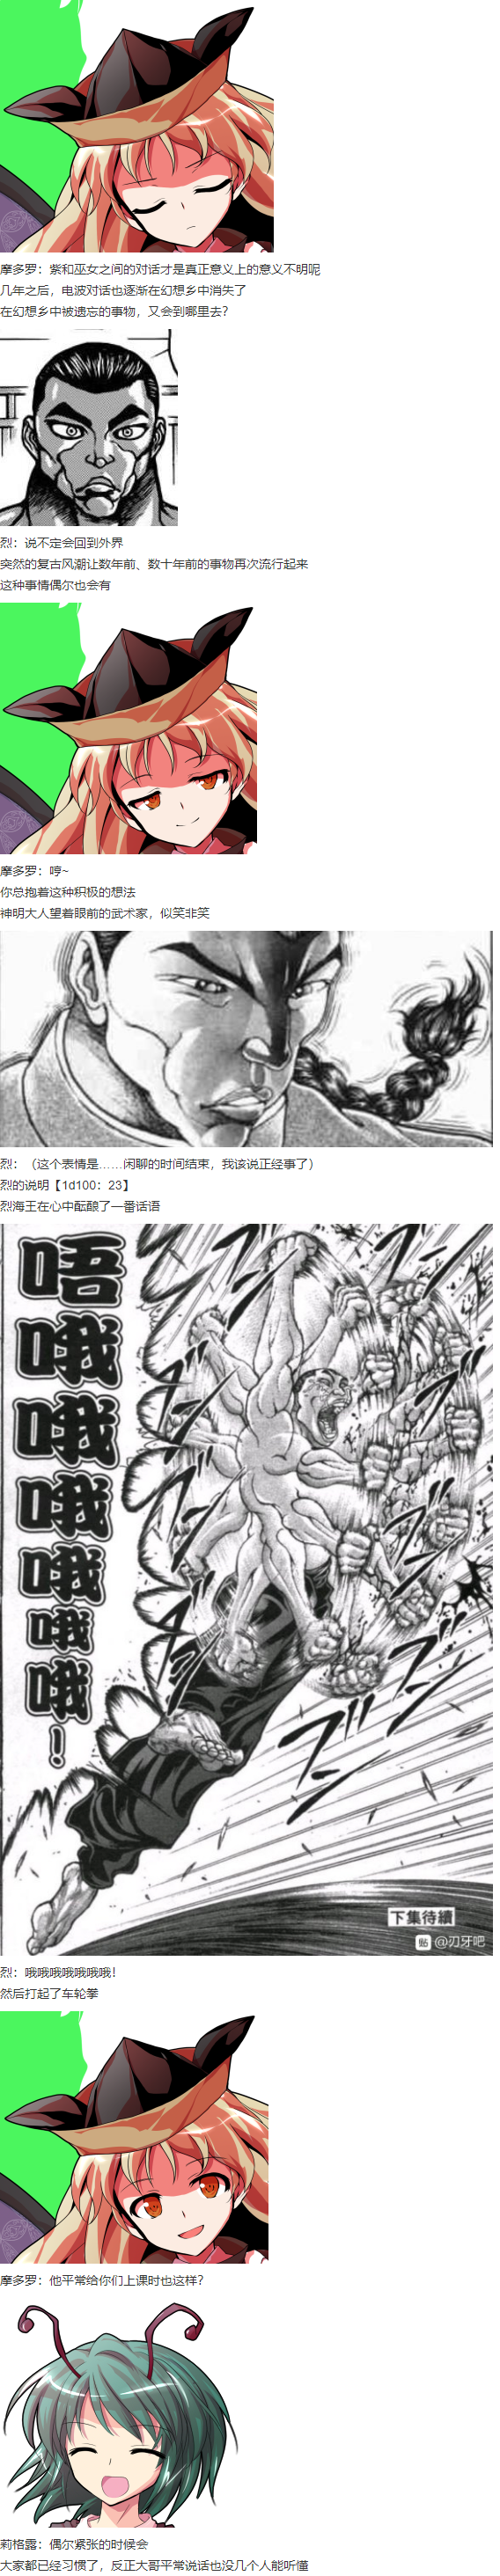 摩多罗：紫和巫女之间的对话才是真正意义上的意义不明呢
几年之后，电波对话也逐渐在幻想乡中消失了
在幻想乡中被遗忘的事物，又会到哪里去？
烈：说不定会回到外界
突然的复古风潮让数年前、数十年前的事物再次流行起来
这种事情偶尔也会有
摩多罗：哼~
你总抱着这种积极的想法
神明大人望着眼前的武术家，似笑非笑
烈：（这个表情是……闲聊的时间结束，我该说正经事了）
烈的说明【1d100：23】
烈海王在心中酝酿了一番话语
唔哦哦哦哦哦哦！
下集待續
贴 @刃牙吧
烈：哦哦哦哦哦哦哦！
然后打起了车轮拳
摩多罗：他平常给你们上课时也这样？
莉格露：偶尔紧张的时候会
大家都已经习惯了，反正大哥平常说话也没几个人能听懂